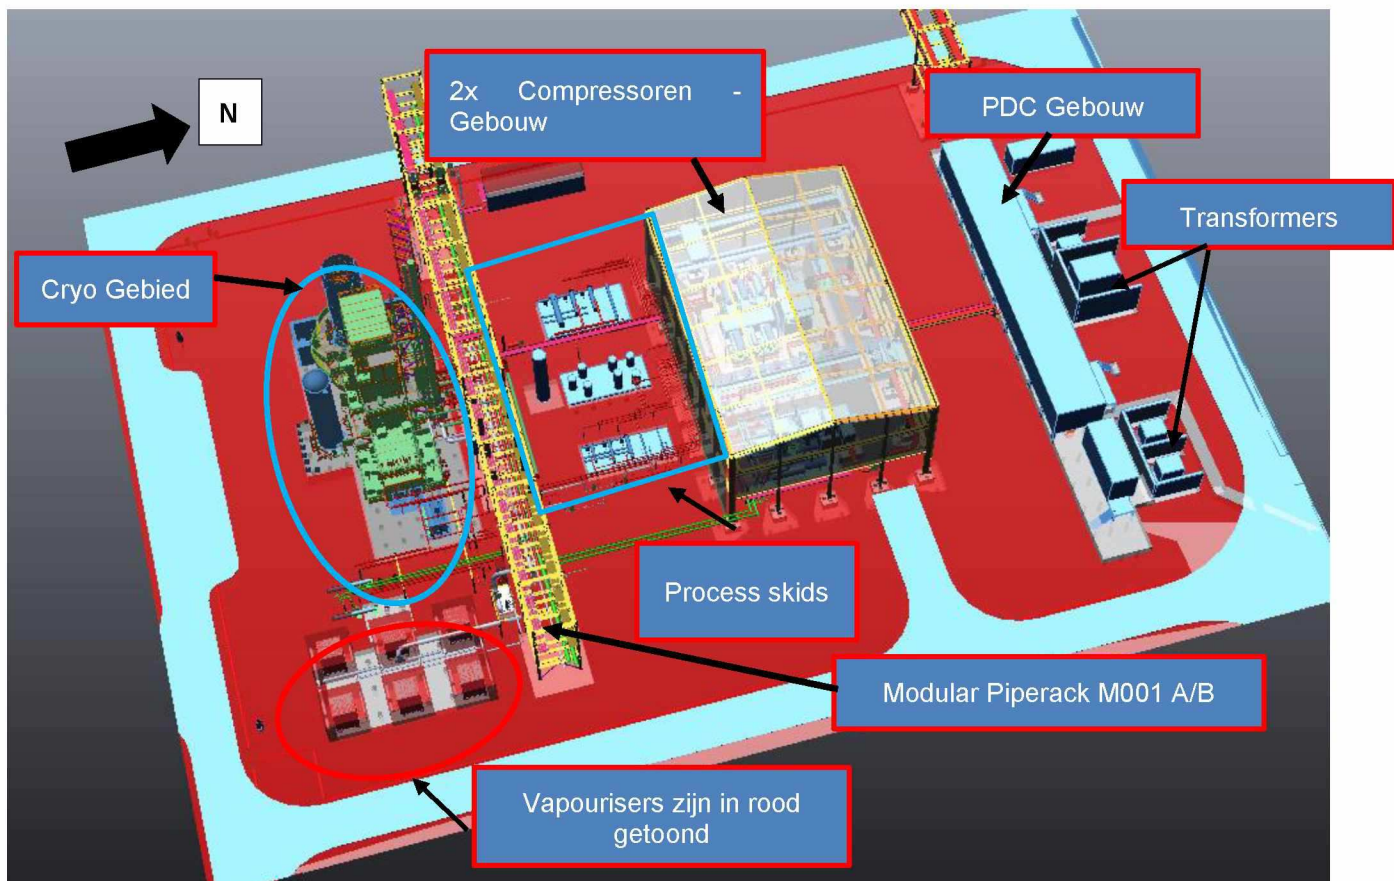 N
2x Compressoren -
Gebouw
PDC Gebouw
Transformers
Cryo Gebied
Process skids
Modular Piperack M001 A/B
Vapourisers zijn in rood
getoond